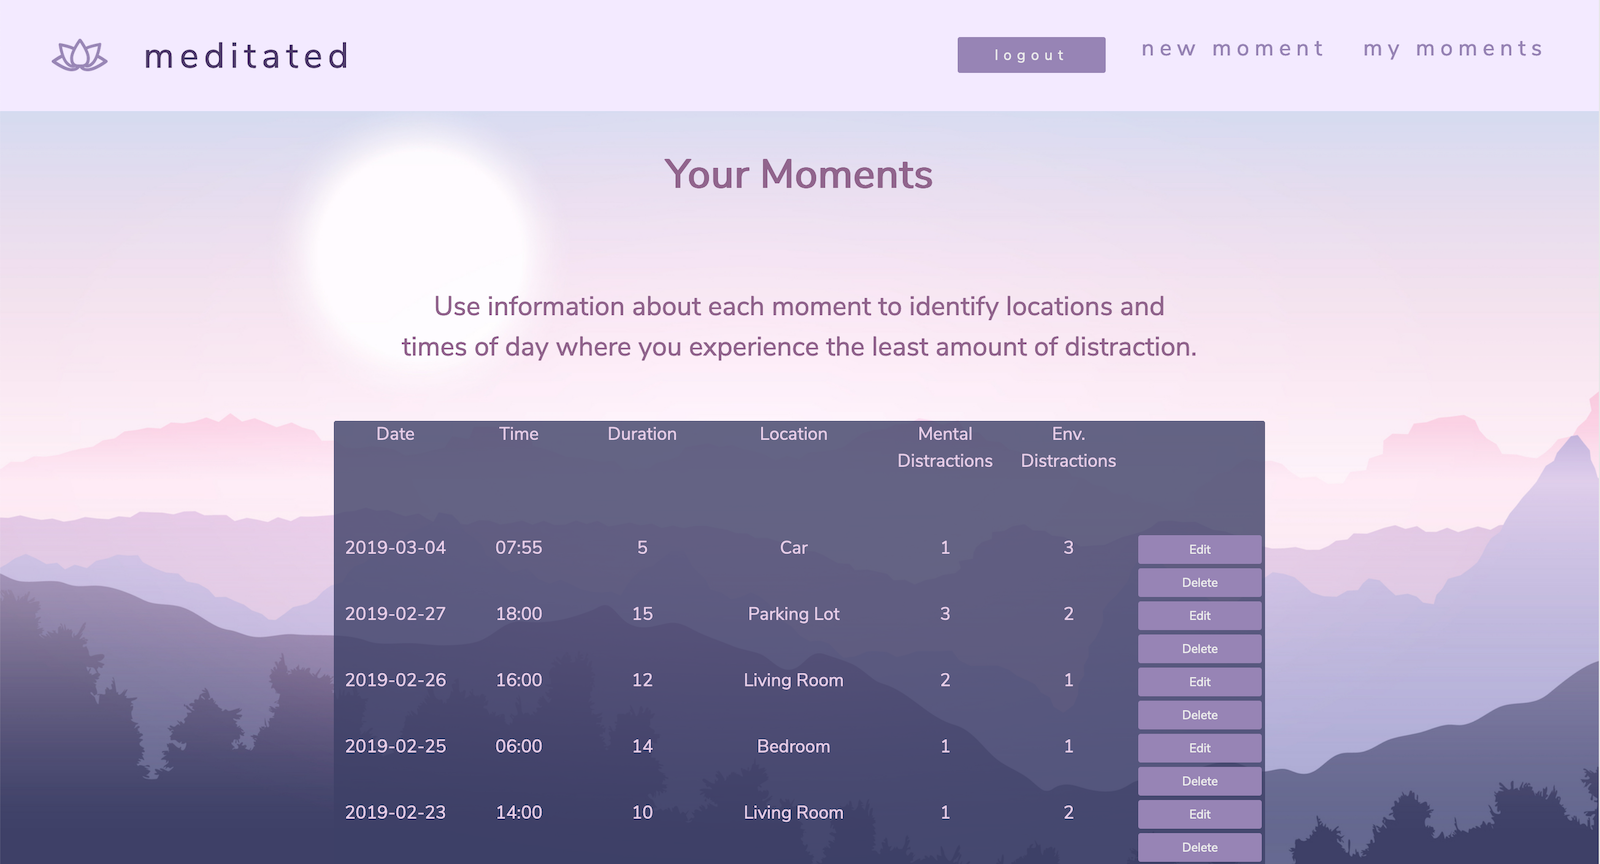 meditated
logout new moment my moments
Your Moments
Use information about each moment to identify locations and
times of day where you experience the least amount of distraction.
Date Time Duration Location Mental Env.
Distractions Distractions
2019-03-04 07:55 5 Car 1 3 Edit
Delete
2019-02-27 18:00 15 Parking Lot 3 2 Edit
Delete
2019-02-26 16:00 12 Living Room 2 1 Edit
Delete
2019-02-25 06:00 14 Bedroom 1 1 Edit
Delete
2019-02-23 14:00 10 Living Room 1 2 Edit
Delete